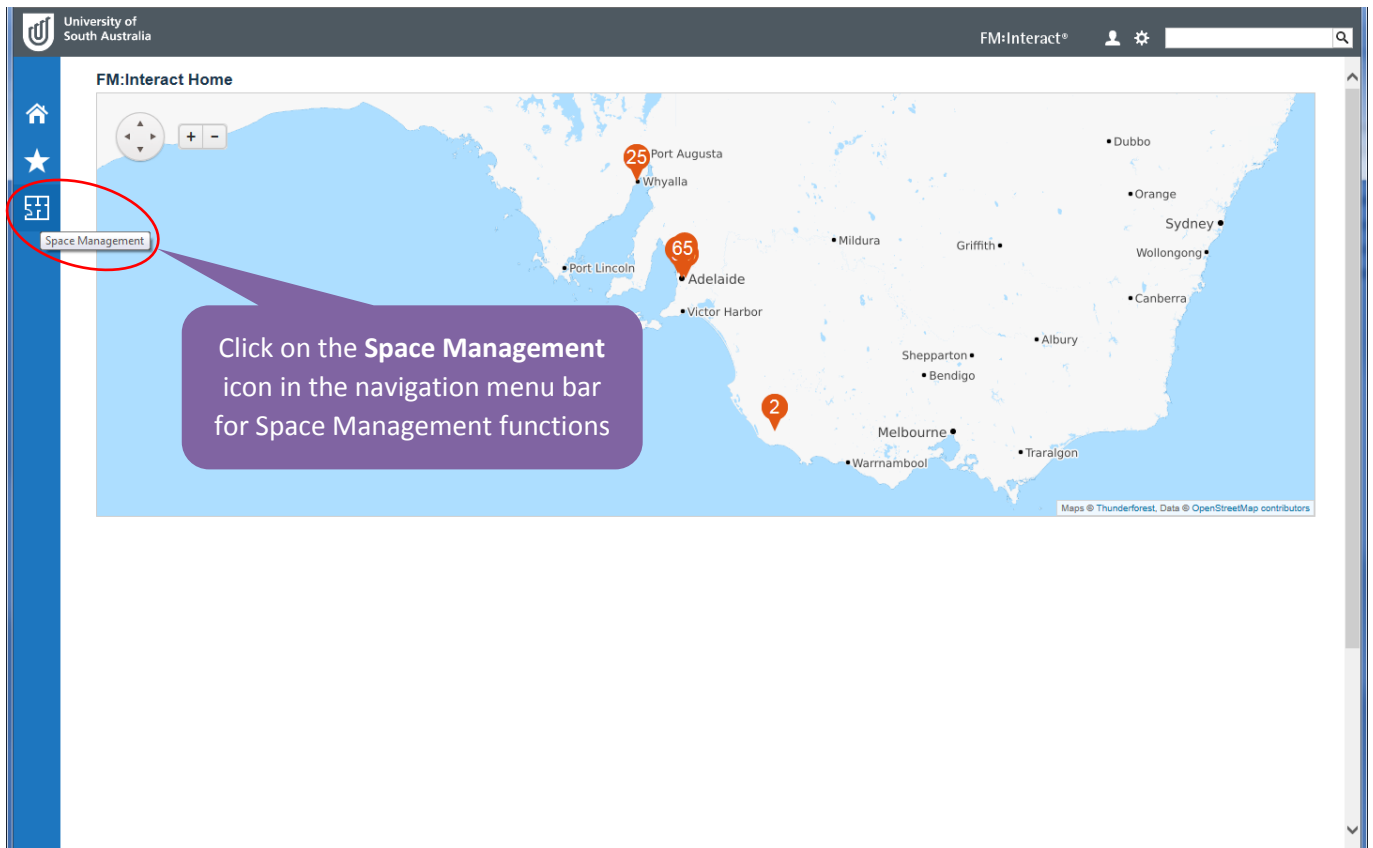 University of
South Australia
FM:Interact®
FM:Interact Home
+ -
Dubbo
25 Port Augusta
Whyalla
Orange
Sydney
Space Management
65
Mildura
Griffith
Wollongong
Port Lincoln
Adelaide
Canberra
Victor Harbor
Albury
Click on the Space Management
icon in the navigation menu bar
for Space Management functions
Shepparton
Bendigo
2
Melbourne
Traralgon
Warrnambool
Maps © Thunderforest, Data © OpenStreetMap contributors